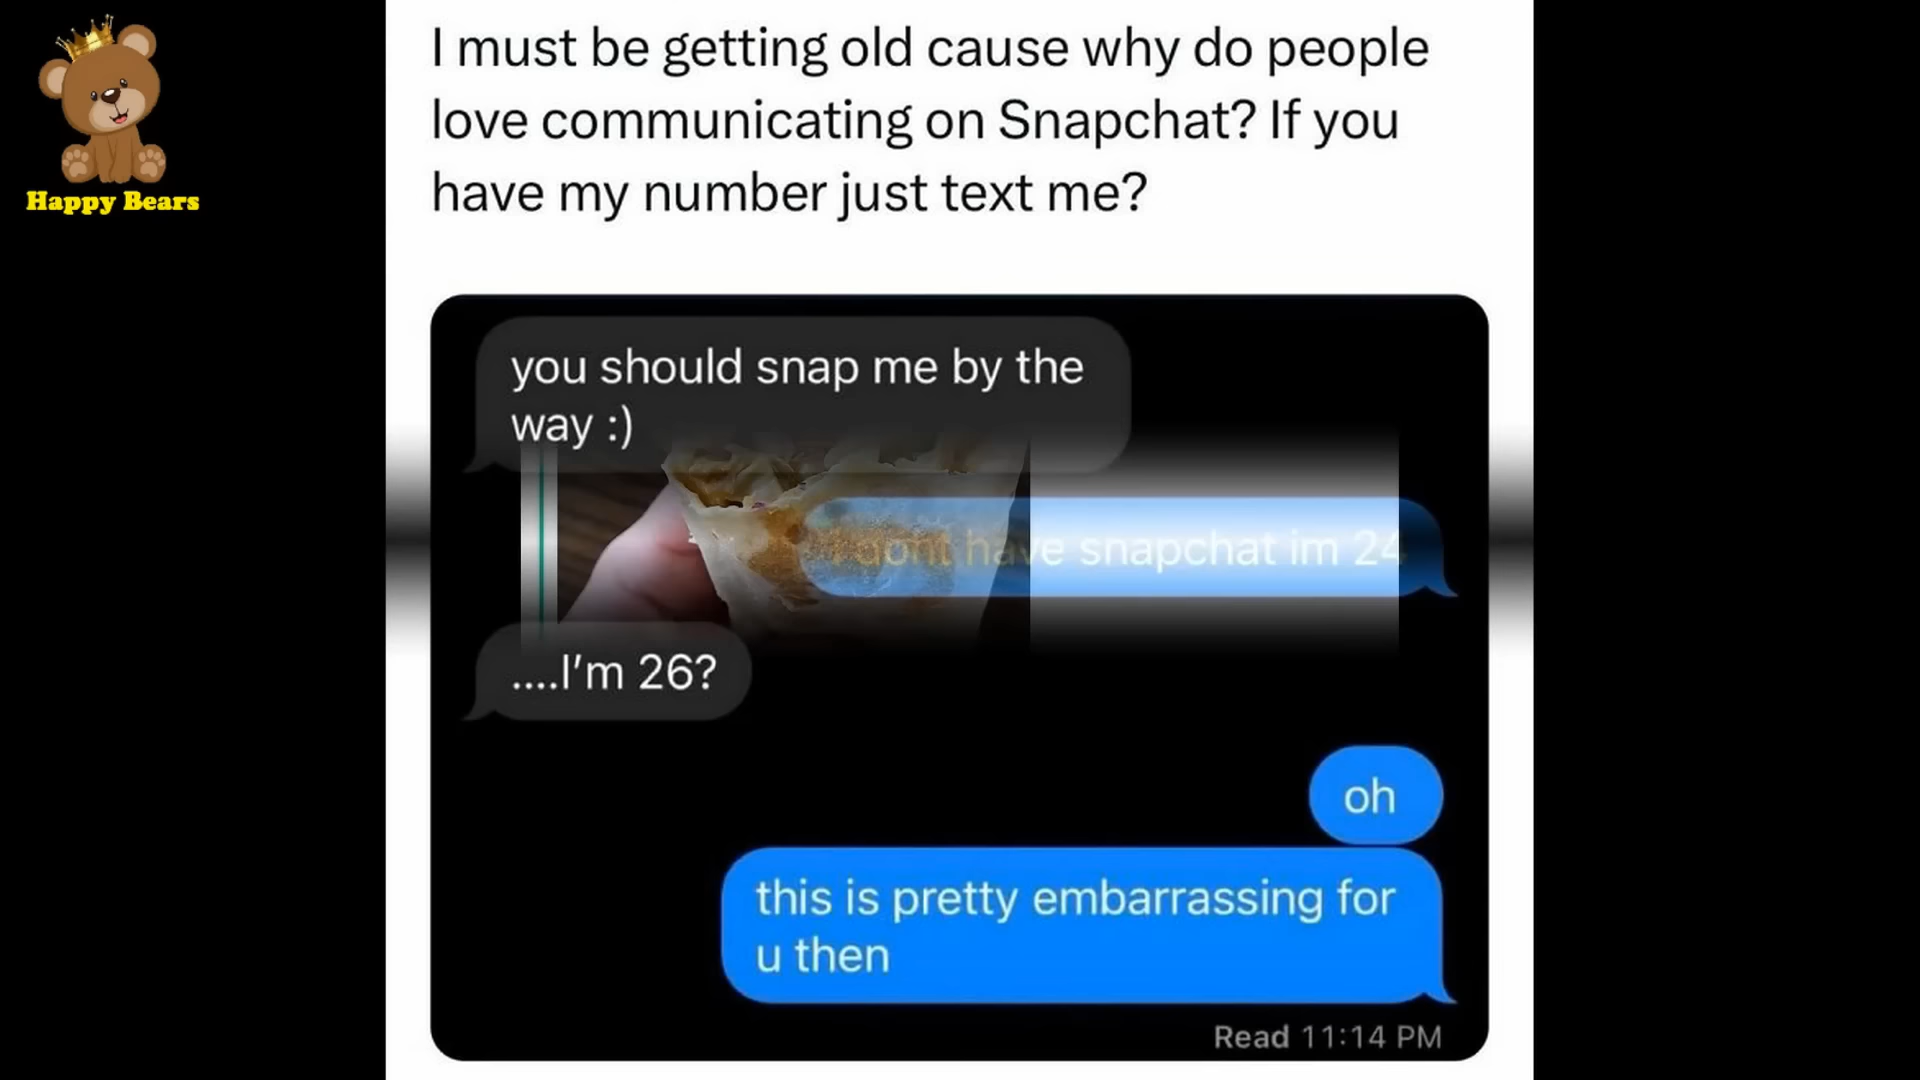 Happy Bears
I must be getting old cause why do people
love communicating on Snapchat? If you
have my number just text me?
you should snap me by the
way :)
I dont have snapchat im 24
....I'm 26?
oh
this is pretty embarrassing for
u then
Read 11:14 PM